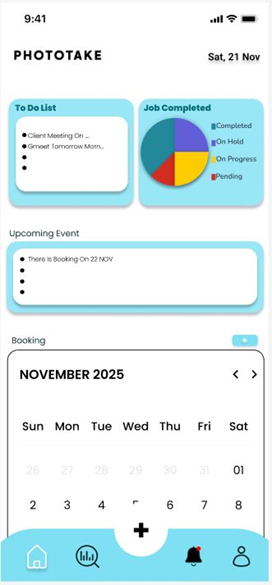 9:41
PHOTOTAKE
Sat, 21 Nov
To Do List
Client Meeting On ...
Gmeet Tomorrow Morn...
Job Completed
Completed
On Hold
On Progress
Pending
Upcoming Event
There Is Booking On 22 NOV
Booking
+
NOVEMBER 2025
Sun Mon Tue Wed Thu Fri Sat
26 27 28 29 30 31 01
2 3 4 6 7 8